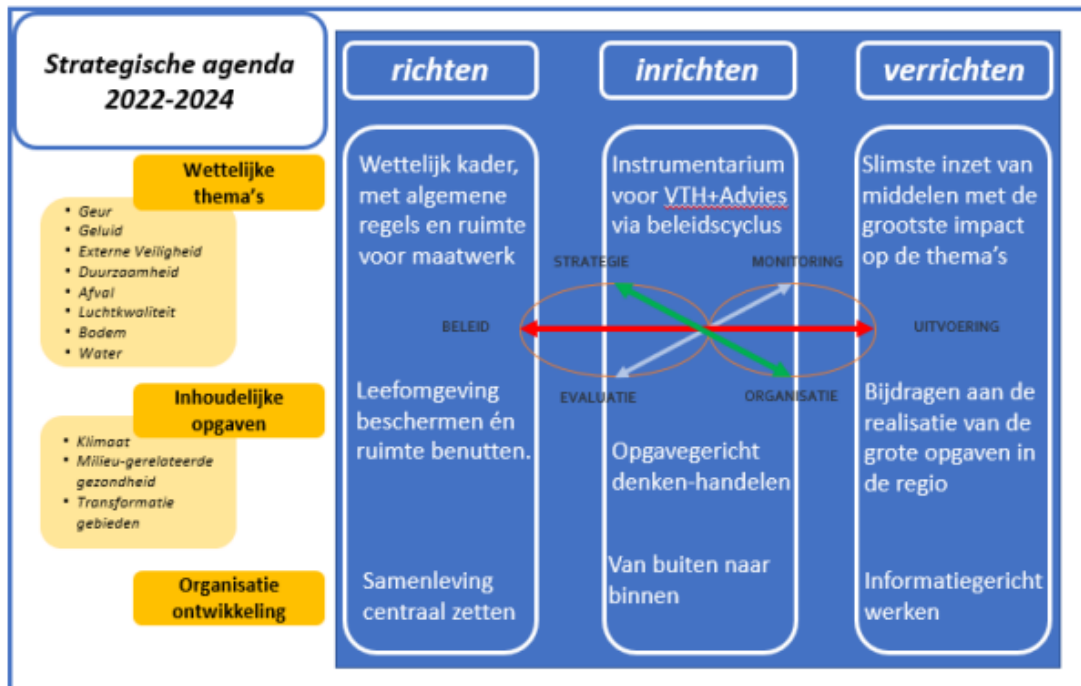 Strategische agenda
2022-2024
richten
inrichten
verrichten
Wettelijke
thema's
• Geur
• Geluid
• Externe Veiligheid
• Duurzaamheid
• Afval
• Luchtkwaliteit
• Bodem
• Water
Wettelijk kader,
met algemene
regels en ruimte
voor maatwerk
Instrumentarium
voor VTH+Advies
via beleidscyclus
Slimste inzet van
middelen met de
grootste impact
op de thema's
STRATEGIE
MONITORING
BELEID
UITVOERING
EVALUATIE
ORGANISATIE
Inhoudelijke
opgaven
• Klimaat
• Milieu-gerelateerde
gezondheid
• Transformatie
gebieden
Leefomgeving
beschermen én
ruimte benutten.
Opgavegericht
denken-handelen
Bijdragen aan de
realisatie van de
grote opgaven in
de regio
Organisatie
ontwikkeling
Samenleving
centraal zetten
Van buiten naar
binnen
Informatiegericht
werken